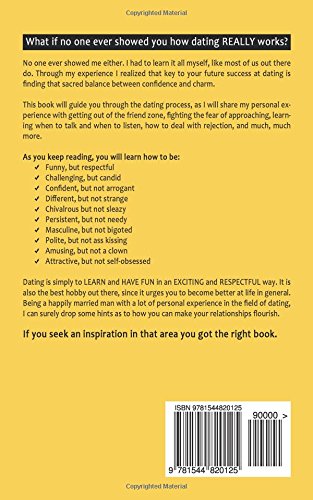 What if no one ever showed you how dating REALLY works?
No one ever showed me either. I had to learn it all myself, like most of us out there
do. Through my experience I realized that key to your future success at dating is
finding that sacred balance between confidence and charm.
This book will guide you through the dating process, as I will share my personal ex-
perience with getting out of the friend zone, fighting the fear of approaching, learn-
ing when to talk and when to listen, how to deal with rejection, and much, much
more.
As you keep reading, you will learn how to be:
✓ Funny, but respectful
✓ Challenging, but candid
✓ Confident, but not arrogant
✓ Different, but not strange
✓ Chivalrous but not sleazy
✓ Persistent, but not needy
✓ Masculine, but not bigoted
✓ Polite, but not ass kissing
✓ Amusing, but not a clown
✓ Attractive, but not self-obsessed
Dating is simply to LEARN and HAVE FUN in an EXCITING and RESPECTFUL way. It is
also the best hobby out there, since it urges you to become better at life in general.
Being a happily married man with a lot of personal experience in the field of dating,
I can surely drop some hints as to how you can make your relationships flourish.
If you seek an inspiration in that area you got the right book.
ISBN 9781544820125
90000 >
9 781544 820125